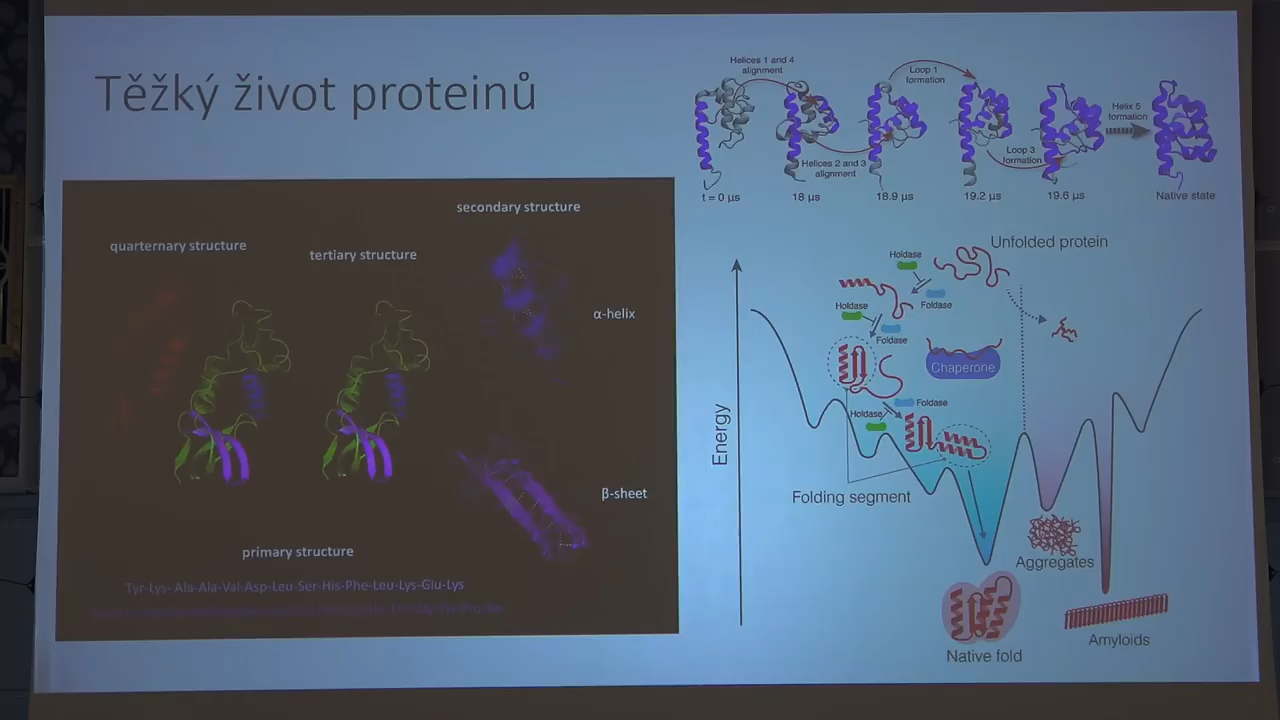 Těžký život proteinů
quarternary structure
tertiary structure
secondary structure
α-helix
β-sheet
primary structure
Tyr-Lys- Ala-Ala-Val-Asp-Leu-Ser-His-Phe-Leu-Lys-Glu-Lys
Helices 1 and 4
alignment
Loop 1
formation
Helices 2 and 3
alignment
Loop 3
formation
Helix 5
formation
t = 0 µs
18 µs
18.9 µs
19.2 µs
19.6 µs
Native state
Unfolded protein
Holdase
Foldase
Holdase
Foldase
Chaperone
Holdase
Foldase
Energy
Folding segment
Aggregates
Native fold
Amyloids